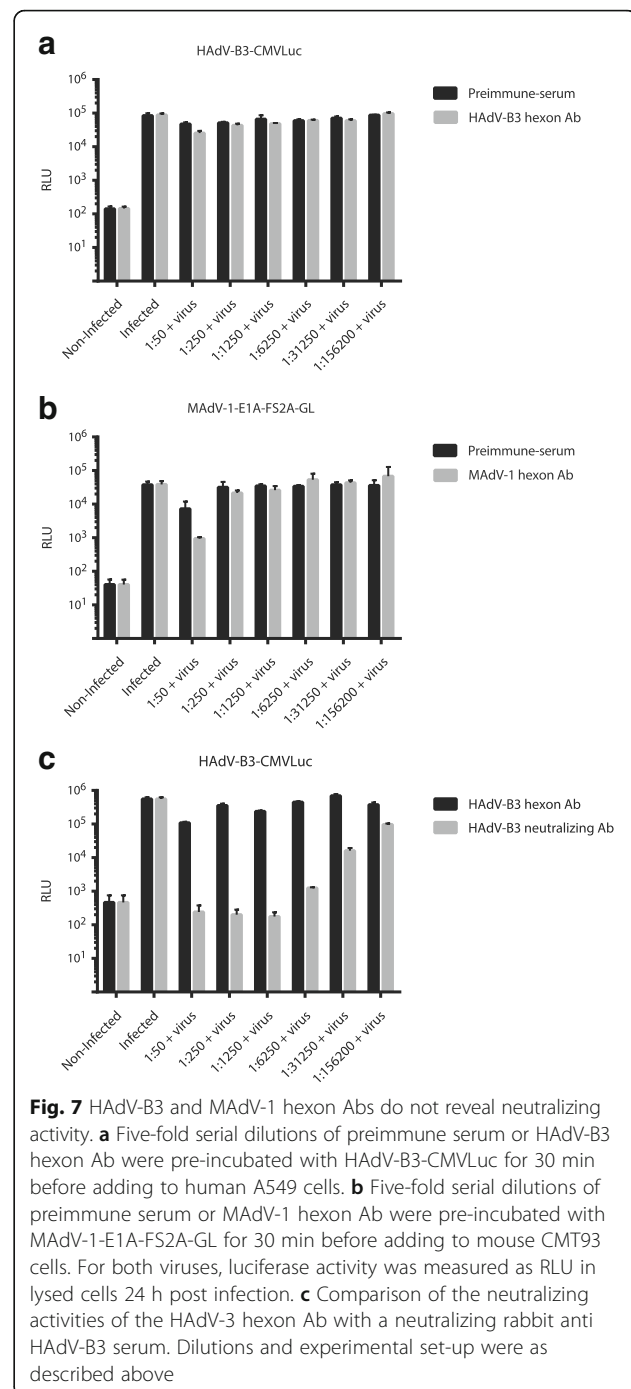 a
HAdV-B3-CMVLuc
10⁶
10⁵
10⁴
10³
10²
10¹
RLU
Preimmune-serum
HAdV-B3 hexon Ab
Non-Infected
Infected
1:50 + virus
1:250 + virus
1:1250 + virus
1:6250 + virus
1:31250 + virus
1:156200 + virus
b
MAdV-1-E1A-FS2A-GL
10⁶
10⁵
10⁴
10³
10²
10¹
RLU
Preimmune-serum
MAdV-1 hexon Ab
Non-Infected
Infected
1:50 + virus
1:250 + virus
1:1250 + virus
1:6250 + virus
1:31250 + virus
1:156200 + virus
c
HAdV-B3-CMVLuc
10⁶
10⁵
10⁴
10³
10²
10¹
RLU
HAdV-B3 hexon Ab
HAdV-B3 neutralizing Ab
Non-Infected
Infected
1:50 + virus
1:250 + virus
1:1250 + virus
1:6250 + virus
1:31250 + virus
1:156200 + virus
Fig. 7 HAdV-B3 and MAdV-1 hexon Abs do not reveal neutralizing
activity. a Five-fold serial dilutions of preimmune serum or HAdV-B3
hexon Ab were pre-incubated with HAdV-B3-CMVLuc for 30 min
before adding to human A549 cells. b Five-fold serial dilutions of
preimmune serum or MAdV-1 hexon Ab were pre-incubated with
MAdV-1-E1A-FS2A-GL for 30 min before adding to mouse CMT93
cells. For both viruses, luciferase activity was measured as RLU in
lysed cells 24 h post infection. c Comparison of the neutralizing
activities of the HAdV-3 hexon Ab with a neutralizing rabbit anti
HAdV-B3 serum. Dilutions and experimental set-up were as
described above